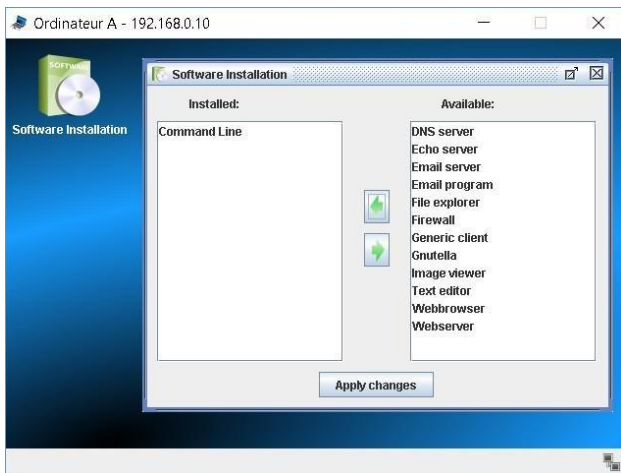 Ordinateur A - 192.168.0.10
SOFTWARE
Software Installation
Software Installation
Installed:
Available:
Command Line
DNS server
Echo server
Email server
Email program
File explorer
Firewall
Generic client
Gnutella
Image viewer
Text editor
Webbrowser
Webserver
Apply changes